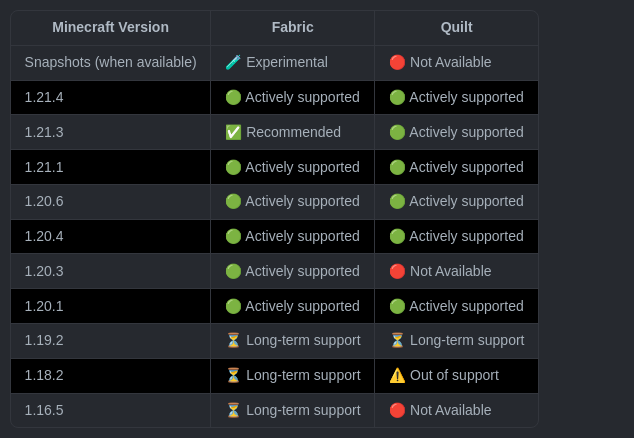 Minecraft Version Fabric Quilt
Snapshots (when available) 🧪 Experimental 🔴 Not Available
1.21.4 🟢 Actively supported 🟢 Actively supported
1.21.3 ✅ Recommended 🟢 Actively supported
1.21.1 🟢 Actively supported 🟢 Actively supported
1.20.6 🟢 Actively supported 🟢 Actively supported
1.20.4 🟢 Actively supported 🟢 Actively supported
1.20.3 🟢 Actively supported 🔴 Not Available
1.20.1 🟢 Actively supported 🟢 Actively supported
1.19.2 ⏳ Long-term support ⏳ Long-term support
1.18.2 ⏳ Long-term support ⚠️ Out of support
1.16.5 ⏳ Long-term support 🔴 Not Available